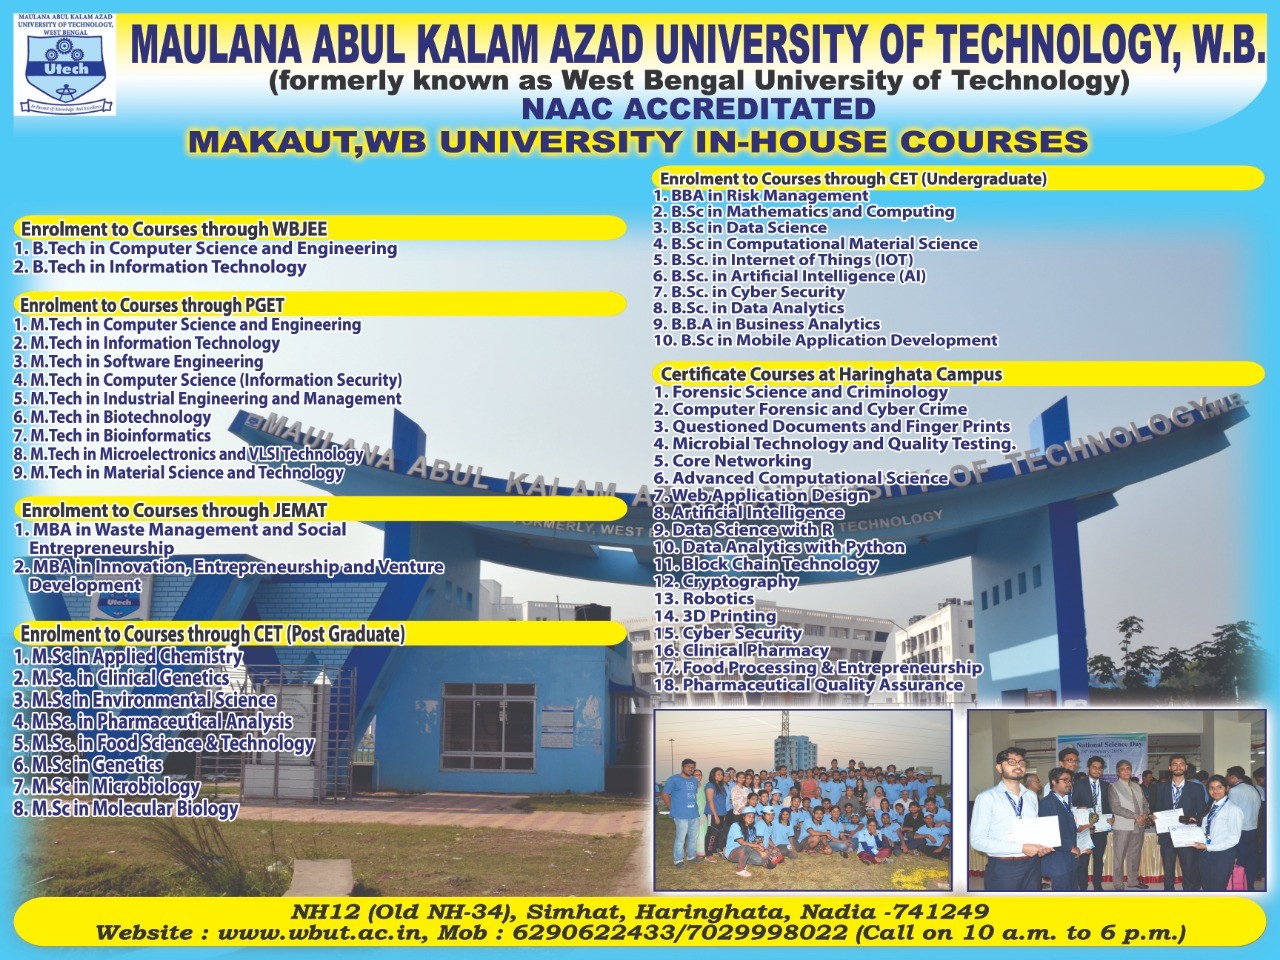 MAULANA ABUL KALAM AZAD
UNIVERSITY OF TECHNOLOGY,
WEST BENGAL
Utech
In Pursuit Of Knowledge And Excellence
MAULANA ABUL KALAM AZAD UNIVERSITY OF TECHNOLOGY, W.B.
(formerly known as West Bengal University of Technology)
NAAC ACCREDITATED
MAKAUT,WB UNIVERSITY IN-HOUSE COURSES
Enrolment to Courses through WBJEE
1. B.Tech in Computer Science and Engineering
2. B.Tech in Information Technology
Enrolment to Courses through PGET
1. M.Tech in Computer Science and Engineering
2. M.Tech in Information Technology
3. M.Tech in Software Engineering
4. M.Tech in Computer Science (Information Security)
5. M.Tech in Industrial Engineering and Management
6. M.Tech in Biotechnology
7. M.Tech in Bioinformatics
8. M.Tech in Microelectronics and VLSI Technology
9. M.Tech in Material Science and Technology
Enrolment to Courses through JEMAT
1. MBA in Waste Management and Social
Entrepreneurship
2. MBA in Innovation, Entrepreneurship and Venture
Development
Enrolment to Courses through CET (Post Graduate)
1. M.Sc in Applied Chemistry
2. M.Sc. in Clinical Genetics
3. M.Sc in Environmental Science
4. M.Sc. in Pharmaceutical Analysis
5. M.Sc. in Food Science & Technology
6. M.Sc in Genetics
7. M.Sc in Microbiology
8. M.Sc in Molecular Biology
Enrolment to Courses through CET (Undergraduate)
1. BBA in Risk Management
2. B.Sc in Mathematics and Computing
3. B.Sc in Data Science
4. B.Sc in Computational Material Science
5. B.Sc. in Internet of Things (IOT)
6. B.Sc. in Artificial Intelligence (AI)
7. B.Sc. in Cyber Security
8. B.Sc. in Data Analytics
9. B.B.A in Business Analytics
10. B.Sc in Mobile Application Development
Certificate Courses at Haringhata Campus
1. Forensic Science and Criminology
2. Computer Forensic and Cyber Crime
3. Questioned Documents and Finger Prints
4. Microbial Technology and Quality Testing.
5. Core Networking
6. Advanced Computational Science
7. Web Application Design
8. Artificial Intelligence
9. Data Science with R
10. Data Analytics with Python
11. Block Chain Technology
12. Cryptography
13. Robotics
14. 3D Printing
15. Cyber Security
16. Clinical Pharmacy
17. Food Processing & Entrepreneurship
18. Pharmaceutical Quality Assurance
MAULANA ABUL KALAM AZAD UNIVERSITY OF TECHNOLOGY, W.B.
FORMERLY, WEST BENGAL TECHNOLOGY
Utech
National Science Day
NH12 (Old NH-34), Simhat, Haringhata, Nadia -741249
Website : www.wbut.ac.in, Mob : 6290622433/7029998022 (Call on 10 a.m. to 6 p.m.)